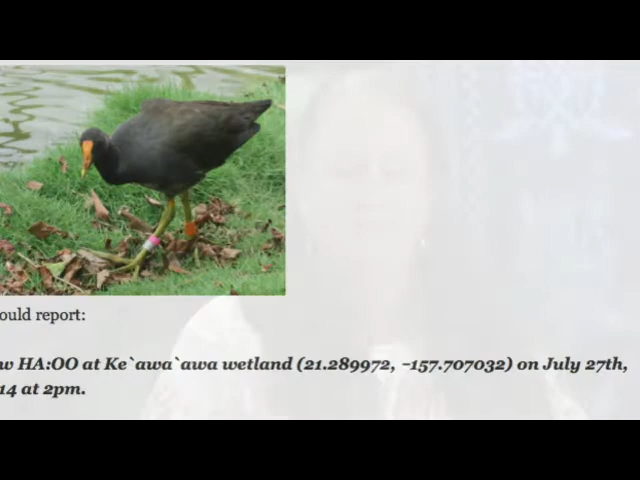 ould report:
w HA:OO at Ke`awa`awa wetland (21.289972, -157.707032) on July 27th,
14 at 2pm.